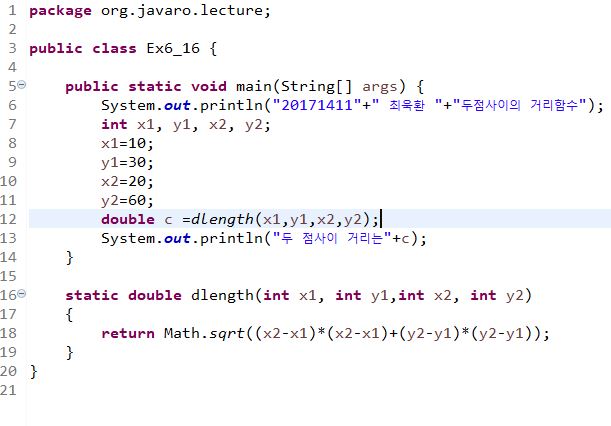 1 package org.javaro.lecture;
2
3 public class Ex6_16 {
4
5 public static void main(String[] args) {
6 System.out.println("20171411"+" 최욱환 "+"두점사이의 거리함수");
7 int x1, y1, x2, y2;
8 x1=10;
9 y1=30;
10 x2=20;
11 y2=60;
12 double c =dlength(x1,y1,x2,y2);
13 System.out.println("두 점사이 거리는"+c);
14 }
15
16 static double dlength(int x1, int y1,int x2, int y2)
17 {
18 return Math.sqrt((x2-x1)*(x2-x1)+(y2-y1)*(y2-y1));
19 }
20 }
21